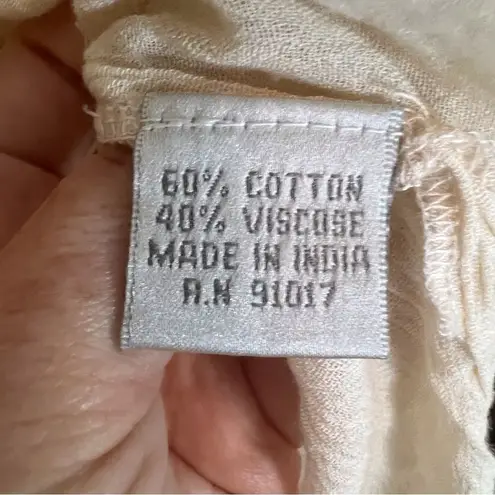 60% COTTON
40% VISCOSE
MADE IN INDIA
R.N 91017